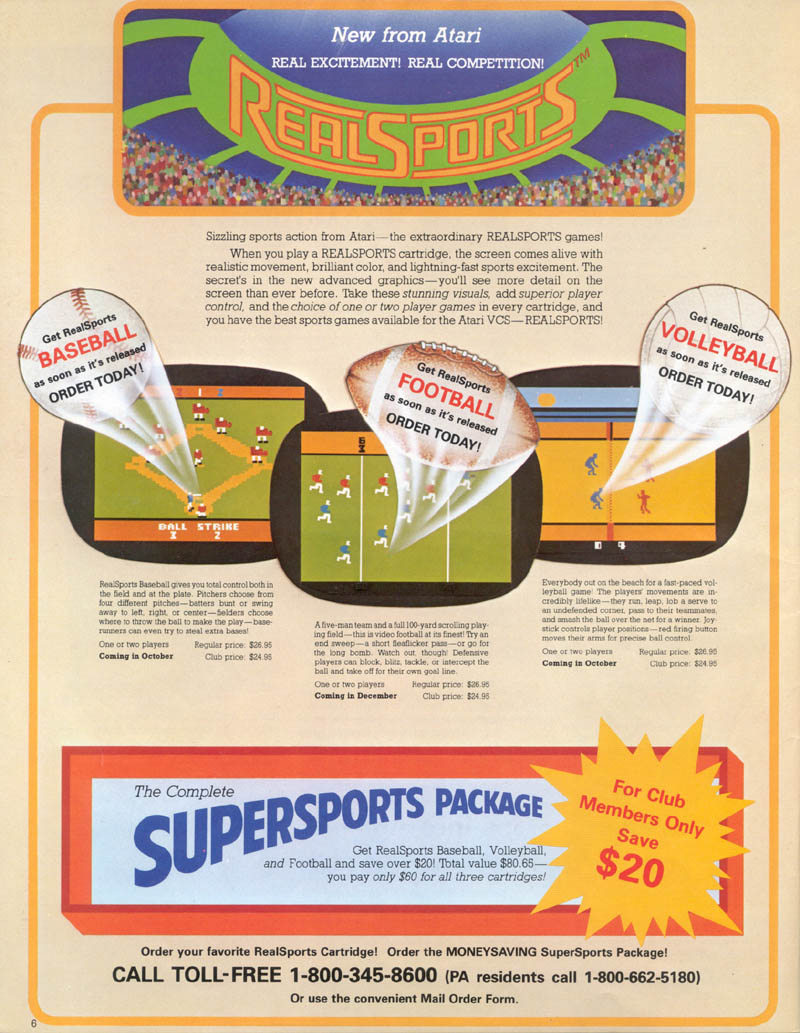 New from Atari
REAL EXCITEMENT! REAL COMPETITION!
REALSPORTS™
Sizzling sports action from Atari—the extraordinary REALSPORTS games!
When you play a REALSPORTS cartridge, the screen comes alive with
realistic movement, brilliant color, and lightning-fast sports excitement. The
secret's in the new advanced graphics—you'll see more detail on the
screen than ever before. Take these stunning visuals, add superior player
control, and the choice of one or two player games in every cartridge, and
you have the best sports games available for the Atari VCS—REALSPORTS!
Get RealSports
BASEBALL
as soon as it's released
ORDER TODAY!
Get RealSports
FOOTBALL
as soon as it's released
ORDER TODAY!
Get RealSports
VOLLEYBALL
as soon as it's released
ORDER TODAY!
BALL STRIKE
RealSports Baseball gives you total control both in
the field and at the plate. Pitchers choose from
four different pitches—batters bunt or swing
away to left, right, or center—fielders choose
where to throw the ball to make the play—base-
runners can even try to steal extra bases!
One or two players Regular price: $26.95
Coming in October Club price: $24.95
A five-man team and a full 100-yard scrolling play-
ing field—this is video football at its finest! Try an
end sweep—a short fleaflicker pass—or go for
the long bomb. Watch out, though! Defensive
players can block, blitz, tackle, or intercept the
ball and take off for their own goal line.
One or two players Regular price: $26.95
Coming in December Club price: $24.95
Everybody out on the beach for a fast-paced vol-
leyball game! The players' movements are in-
credibly lifelike—they run, leap, lob a serve to
an undefended corner, pass to their teammates,
and smash the ball over the net for a winner. Joy-
stick controls player positions—red firing button
moves their arms for precise ball control.
One or two players Regular price: $26.95
Coming in October Club price: $24.95
The Complete
SUPERSPORTS PACKAGE
Get RealSports Baseball, Volleyball,
and Football and save over $20! Total value $80.65—
you pay only $60 for all three cartridges!
For Club
Members Only
Save
$20
Order your favorite RealSports Cartridge! Order the MONEYSAVING SuperSports Package!
CALL TOLL-FREE 1-800-345-8600 (PA residents call 1-800-662-5180)
Or use the convenient Mail Order Form.
6